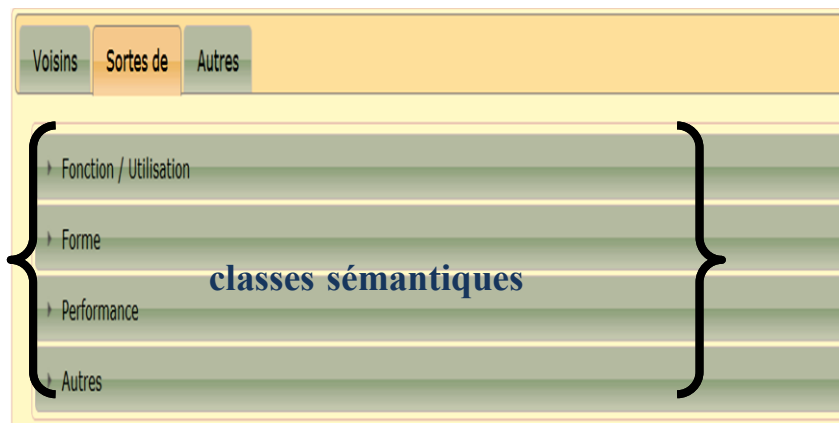 Voisins Sortes de Autres
Fonction / Utilisation
Forme
classes sémantiques
Performance
Autres